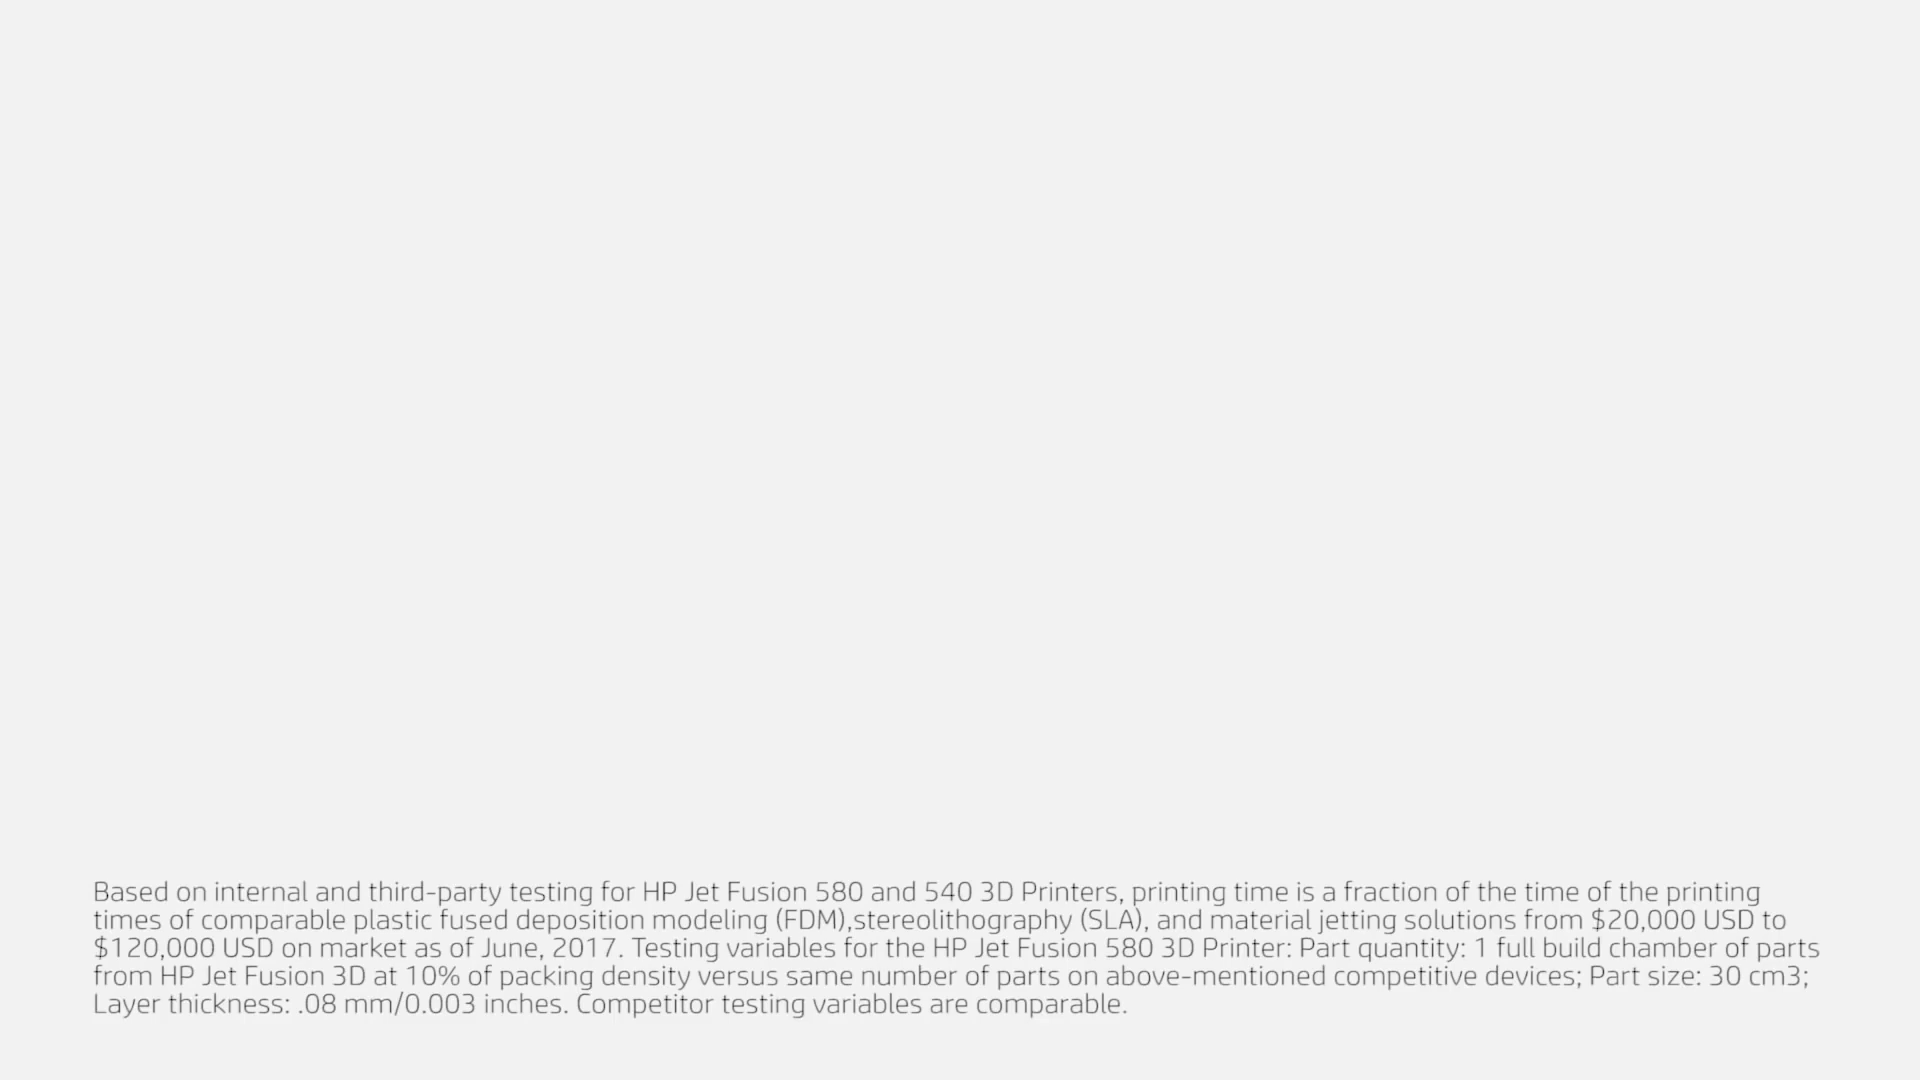 Based on internal and third-party testing for HP Jet Fusion 580 and 540 3D Printers, printing time is a fraction of the time of the printing
times of comparable plastic fused deposition modeling (FDM),stereolithography (SLA), and material jetting solutions from $20,000 USD to
$120,000 USD on market as of June, 2017. Testing variables for the HP Jet Fusion 580 3D Printer: Part quantity: 1 full build chamber of parts
from HP Jet Fusion 3D at 10% of packing density versus same number of parts on above-mentioned competitive devices; Part size: 30 cm3;
Layer thickness: .08 mm/0.003 inches. Competitor testing variables are comparable.